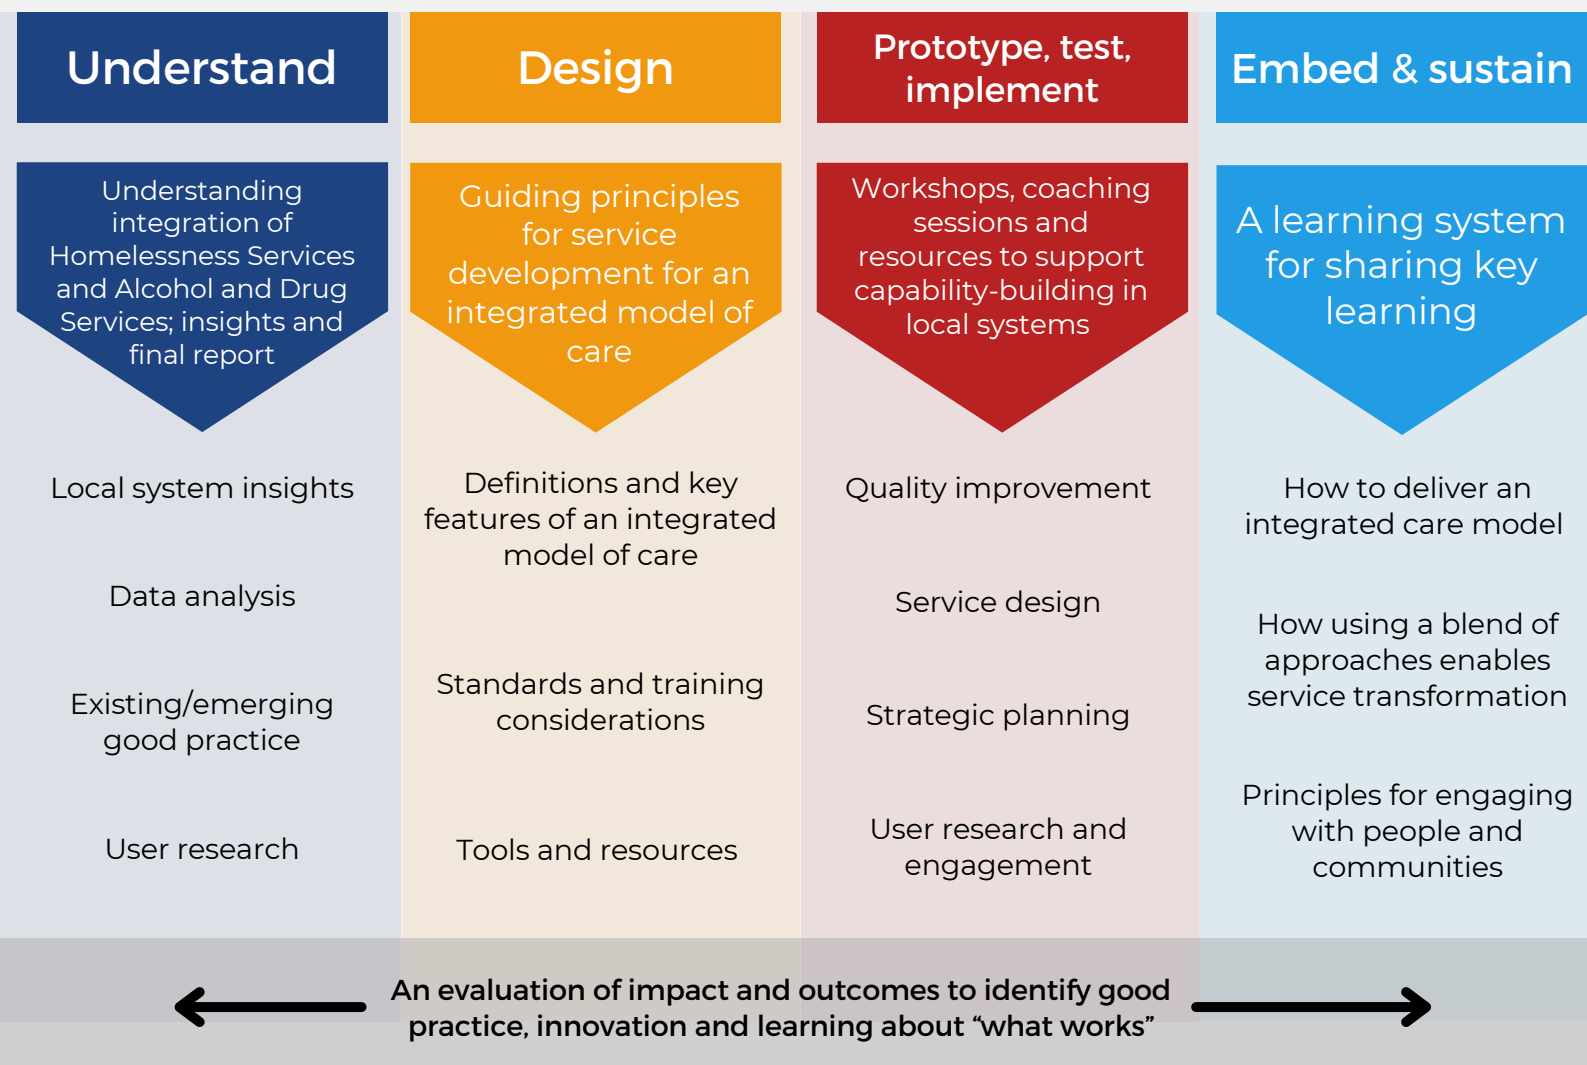 Understand
Understanding
integration of
Homelessness Services
and Alcohol and Drug
Services; insights and
final report
Local system insights
Data analysis
Existing/emerging
good practice
User research
Design
Guiding principles
for service
development for an
integrated model of
care
Definitions and key
features of an integrated
model of care
Standards and training
considerations
Tools and resources
Prototype, test,
implement
Workshops, coaching
sessions and
resources to support
capability-building in
local systems
Quality improvement
Service design
Strategic planning
User research and
engagement
Embed & sustain
A learning system
for sharing key
learning
How to deliver an
integrated care model
How using a blend of
approaches enables
service transformation
Principles for engaging
with people and
communities
An evaluation of impact and outcomes to identify good
practice, innovation and learning about “what works”